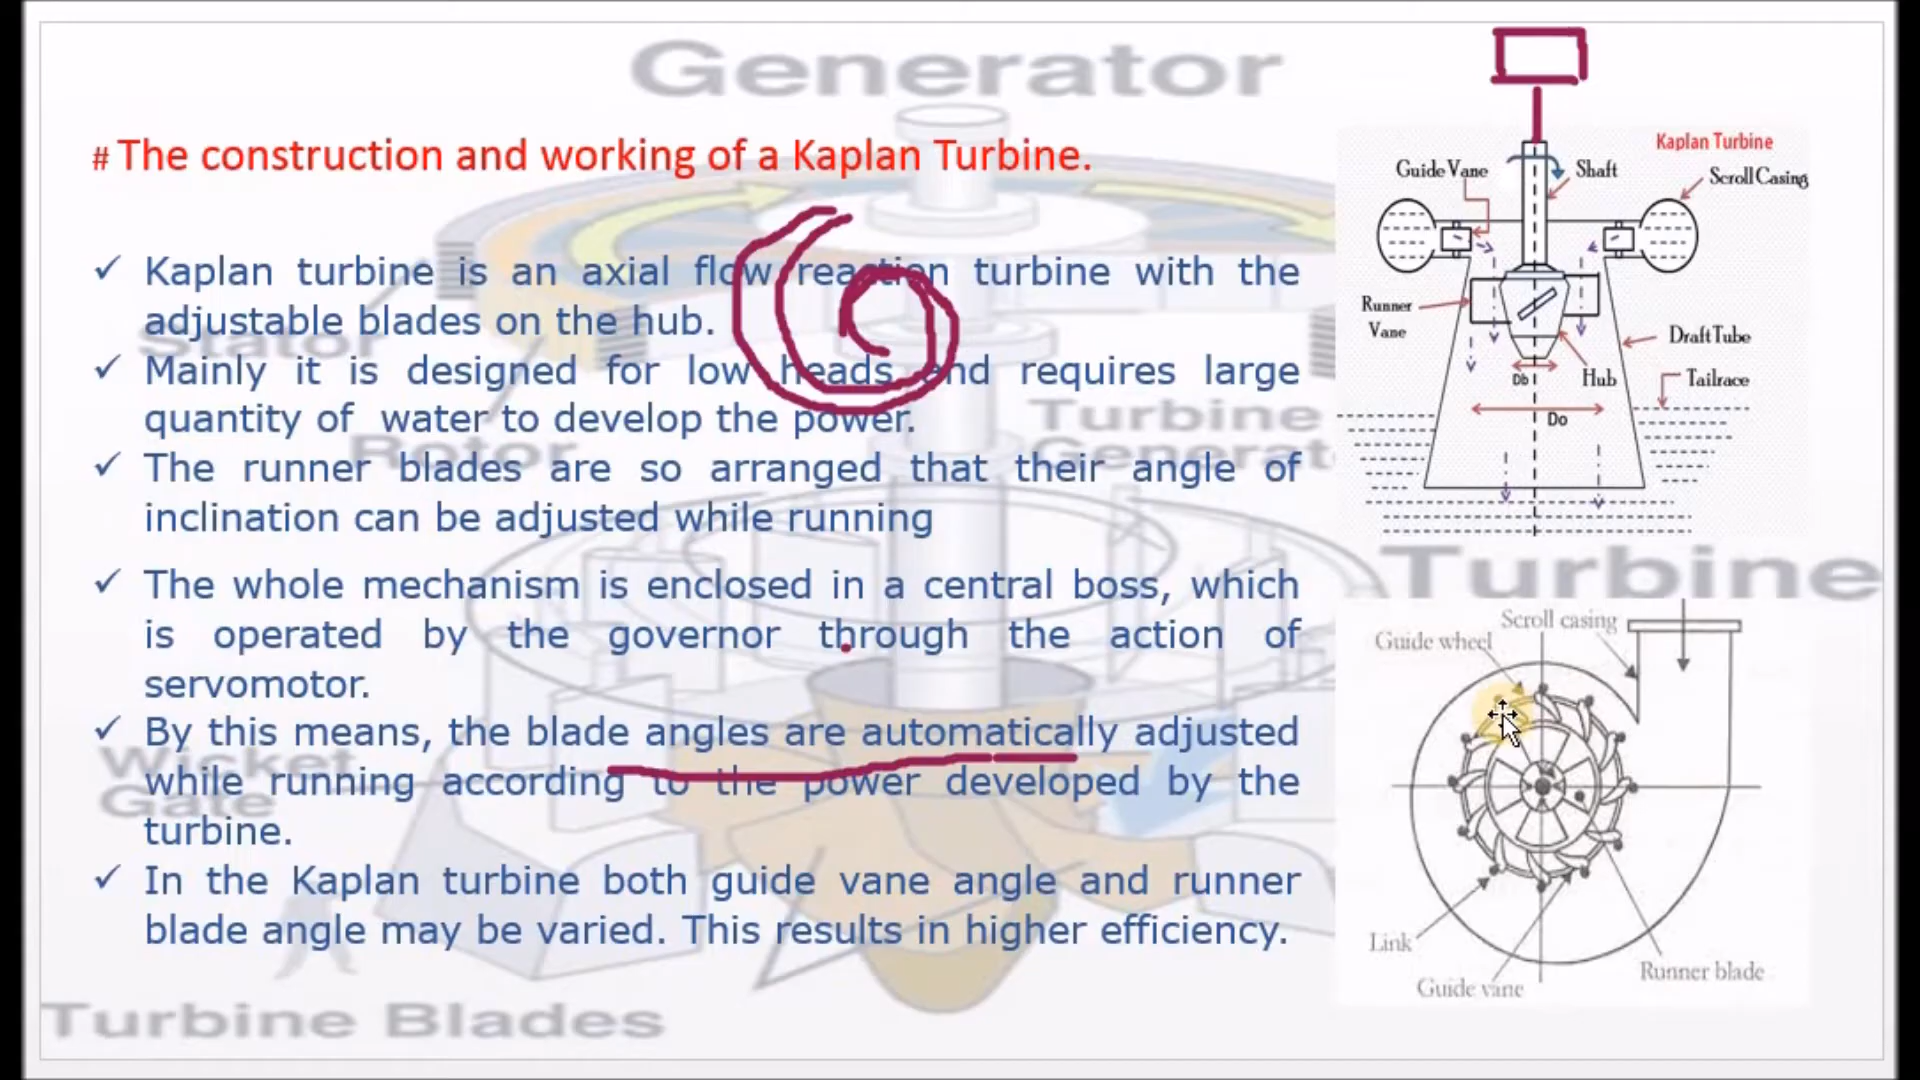 Generator
# The construction and working of a Kaplan Turbine.
✓ Kaplan turbine is an axial flow reaction turbine with the
adjustable blades on the hub.
✓ Mainly it is designed for low heads and requires large
quantity of water to develop the power.
✓ The runner blades are so arranged that their angle of
inclination can be adjusted while running
✓ The whole mechanism is enclosed in a central boss, which
is operated by the governor through the action of
servomotor.
✓ By this means, the blade angles are automatically adjusted
while running according to the power developed by the
turbine.
✓ In the Kaplan turbine both guide vane angle and runner
blade angle may be varied. This results in higher efficiency.
Stator
Rotor
Turbine
Wicket
Gate
Turbine Blades
Kaplan Turbine
Guide Vane
Shaft
Scroll Casing
Runner
Vane
Draft Tube
Db
Hub
Tailrace
Do
Turbine
Scroll casing
Guide wheel
Link
Runner blade
Guide vane